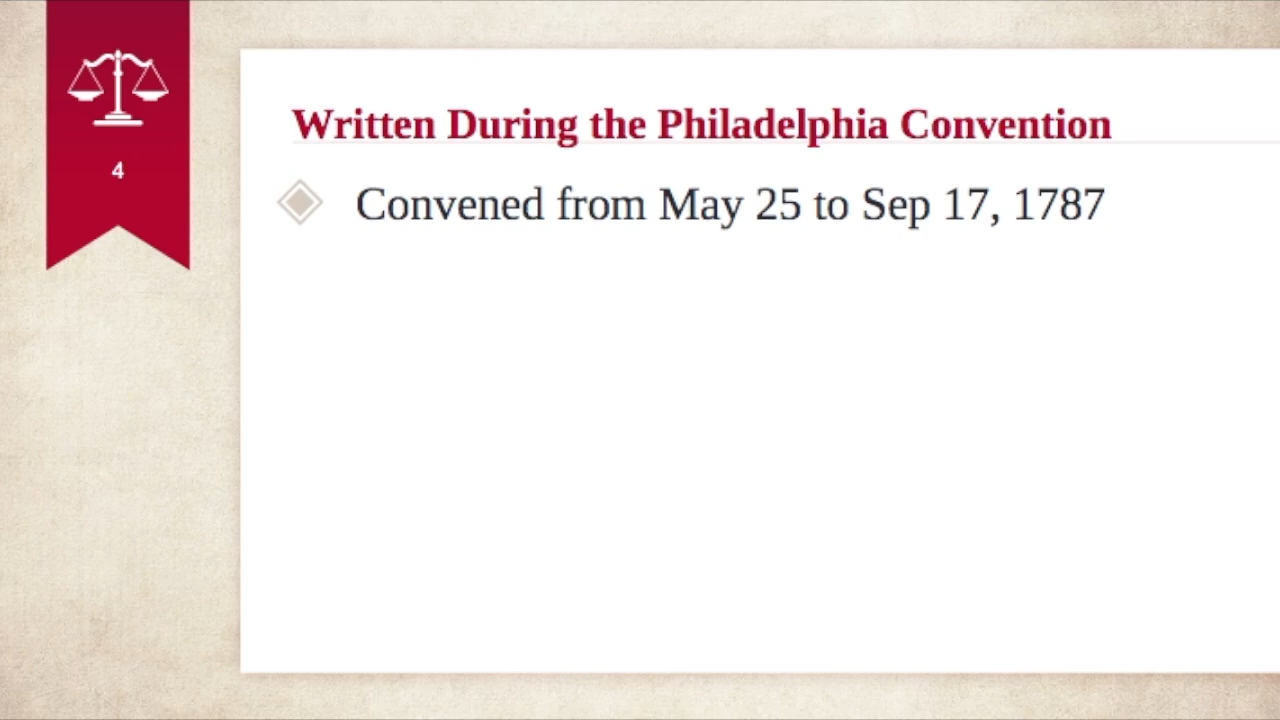 4
Written During the Philadelphia Convention
Convened from May 25 to Sep 17, 1787